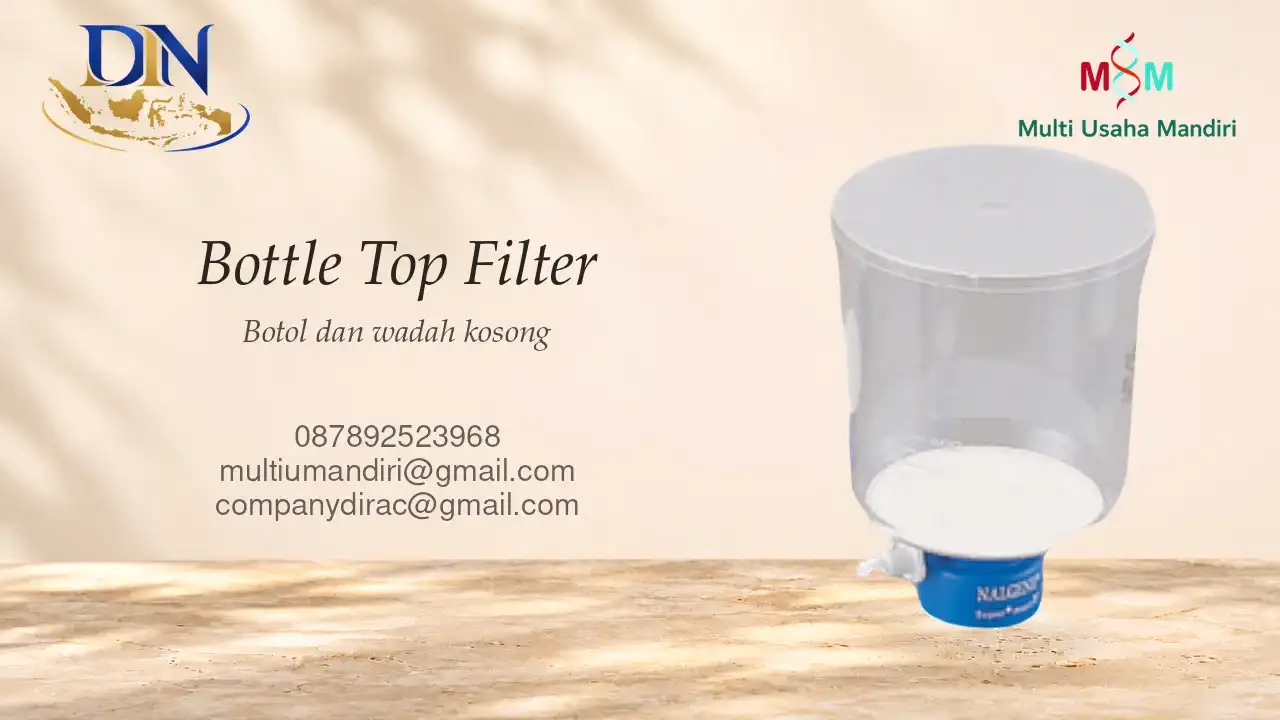 DN
MSM
Multi Usaha Mandiri
Bottle Top Filter
Botol dan wadah kosong
087892523968
multiumandiri@gmail.com
companydirac@gmail.com
NALGENE